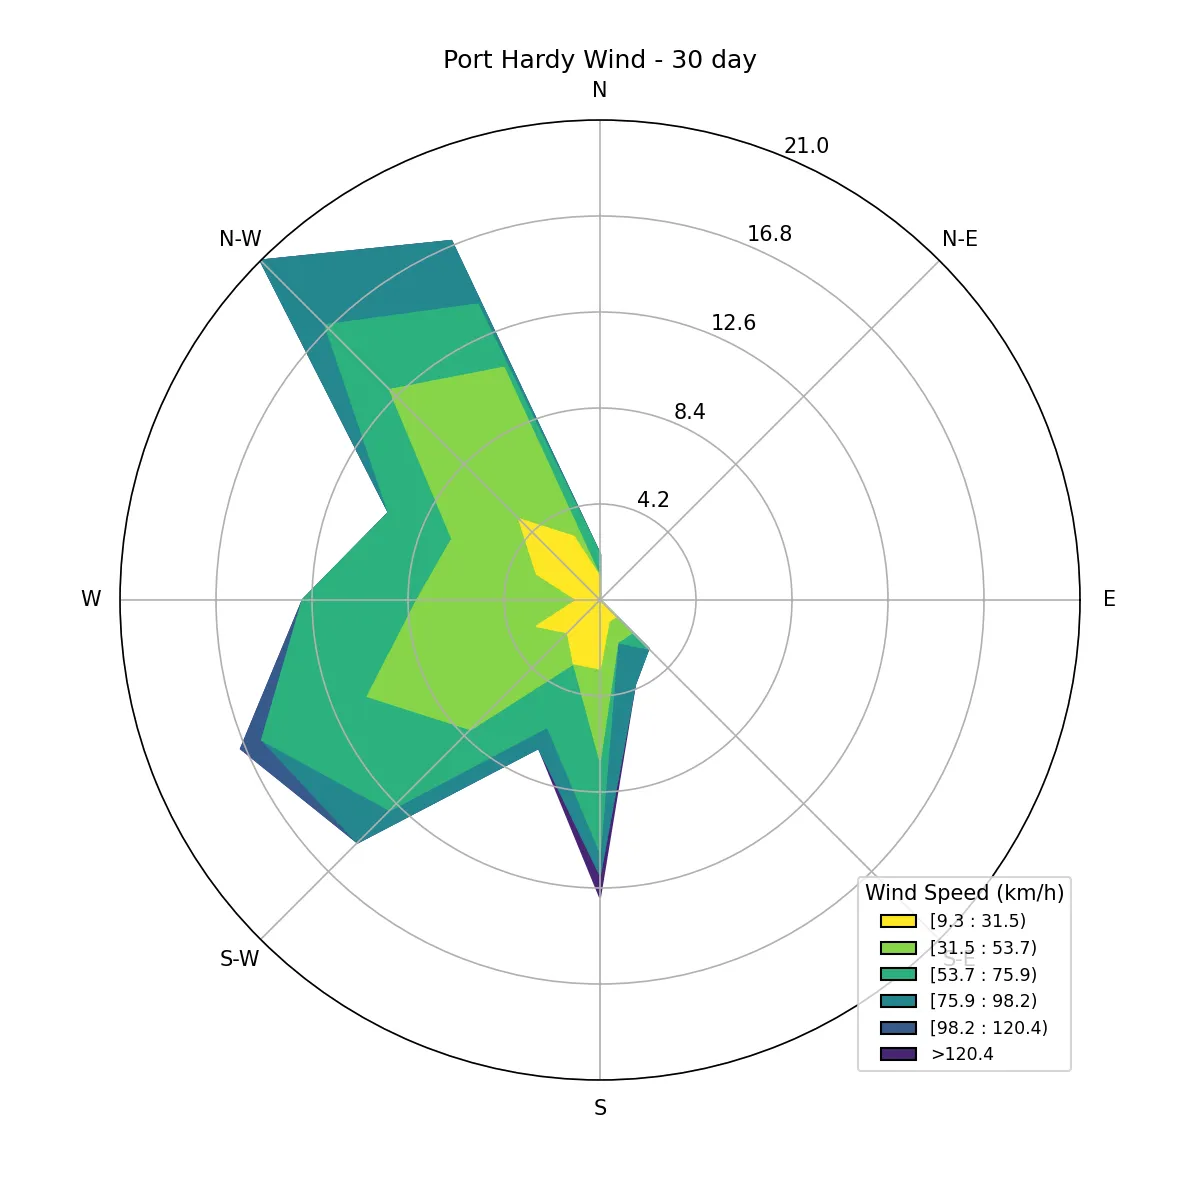 Port Hardy Wind - 30 day
N
21.0
16.8
N-W
N-E
12.6
8.4
4.2
W
E
Wind Speed (km/h)
[9.3 : 31.5)
[31.5 : 53.7)
[53.7 : 75.9)
[75.9 : 98.2)
[98.2 : 120.4)
>120.4
S-W
S-E
S